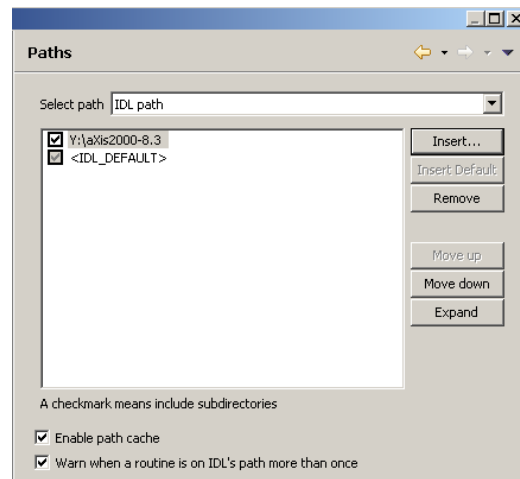 Paths
Select path IDL path
Y:\aXis2000-8.3
<IDL_DEFAULT>
Insert...
Insert Default
Remove
Move up
Move down
Expand
A checkmark means include subdirectories
Enable path cache
Warn when a routine is on IDL's path more than once